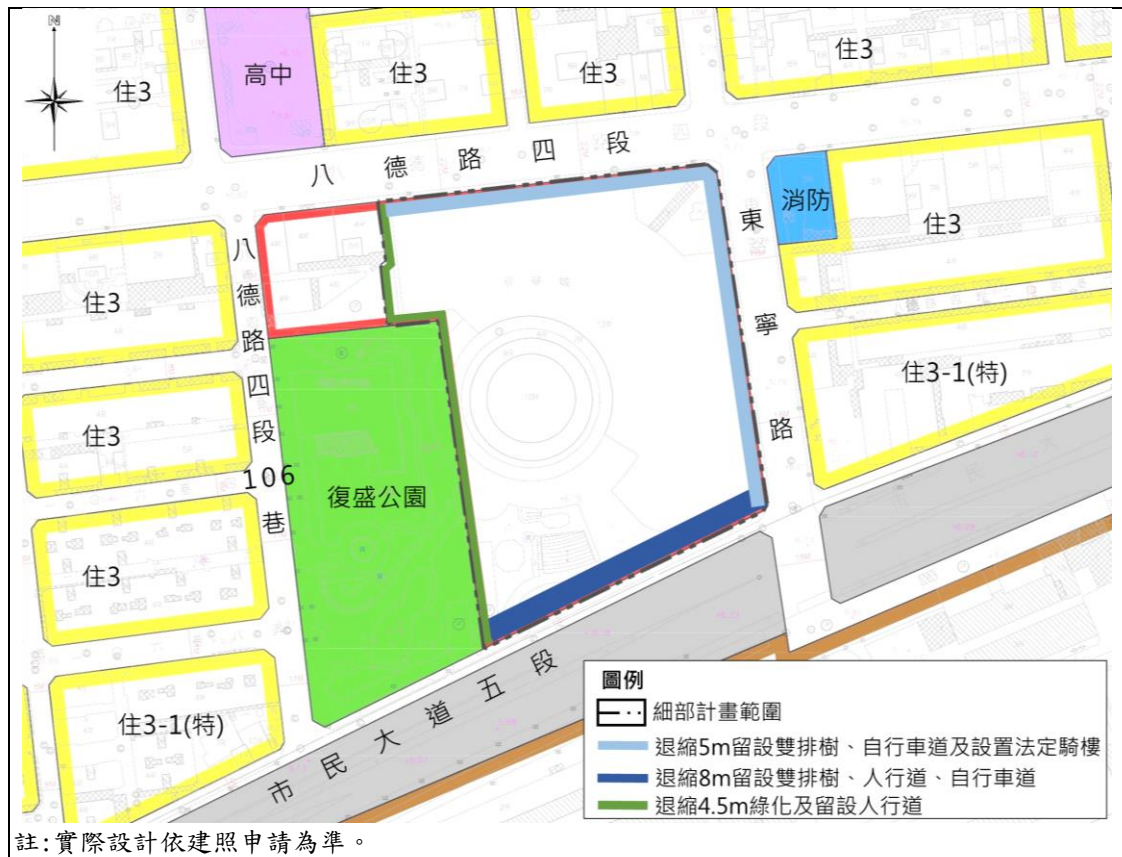 N
住3
高中
住3
住3
住3
八德路四段
消防
住3
東寧路
八德路四段106巷
住3
住3
住3
住3-1(特)
住3-1(特)
復盛公園
市民大道五段
圖例
細部計畫範圍
退縮5m留設雙排樹、自行車道及設置法定騎樓
退縮8m留設雙排樹、人行道、自行車道
退縮4.5m綠化及留設人行道
註:實際設計依建照申請為準。